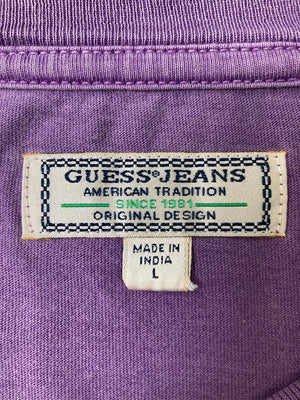 GUESS®JEANS
AMERICAN TRADITION
SINCE 1981
ORIGINAL DESIGN
MADE IN
INDIA
L